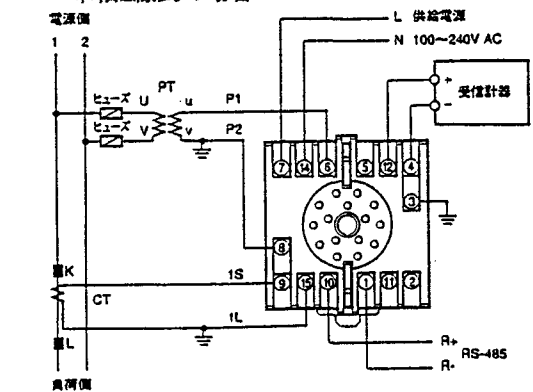 電源側
1 2
L 供給電源
N 100～240V AC
PT
ヒューズ U u P1
ヒューズ V v P2
+ 受信計器
-
7 14 6 5 12 4
3
8
K
1S
CT
9 15 10 1 11 2
1L
L
R+ RS-485
R-
負荷側